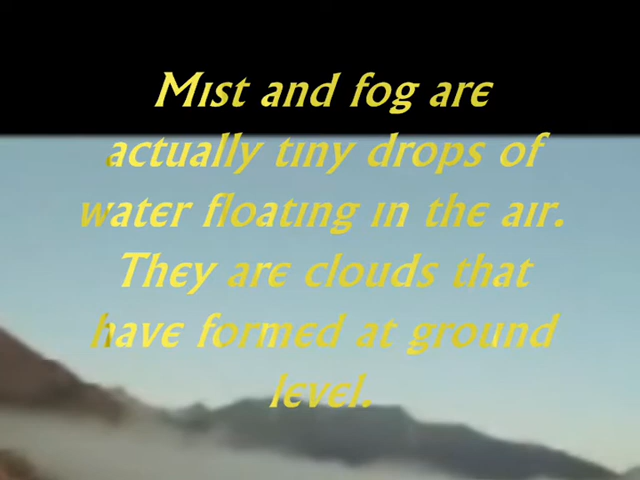 Mist and fog are
actually tiny drops of
water floating in the air.
They are clouds that
have formed at ground
level.